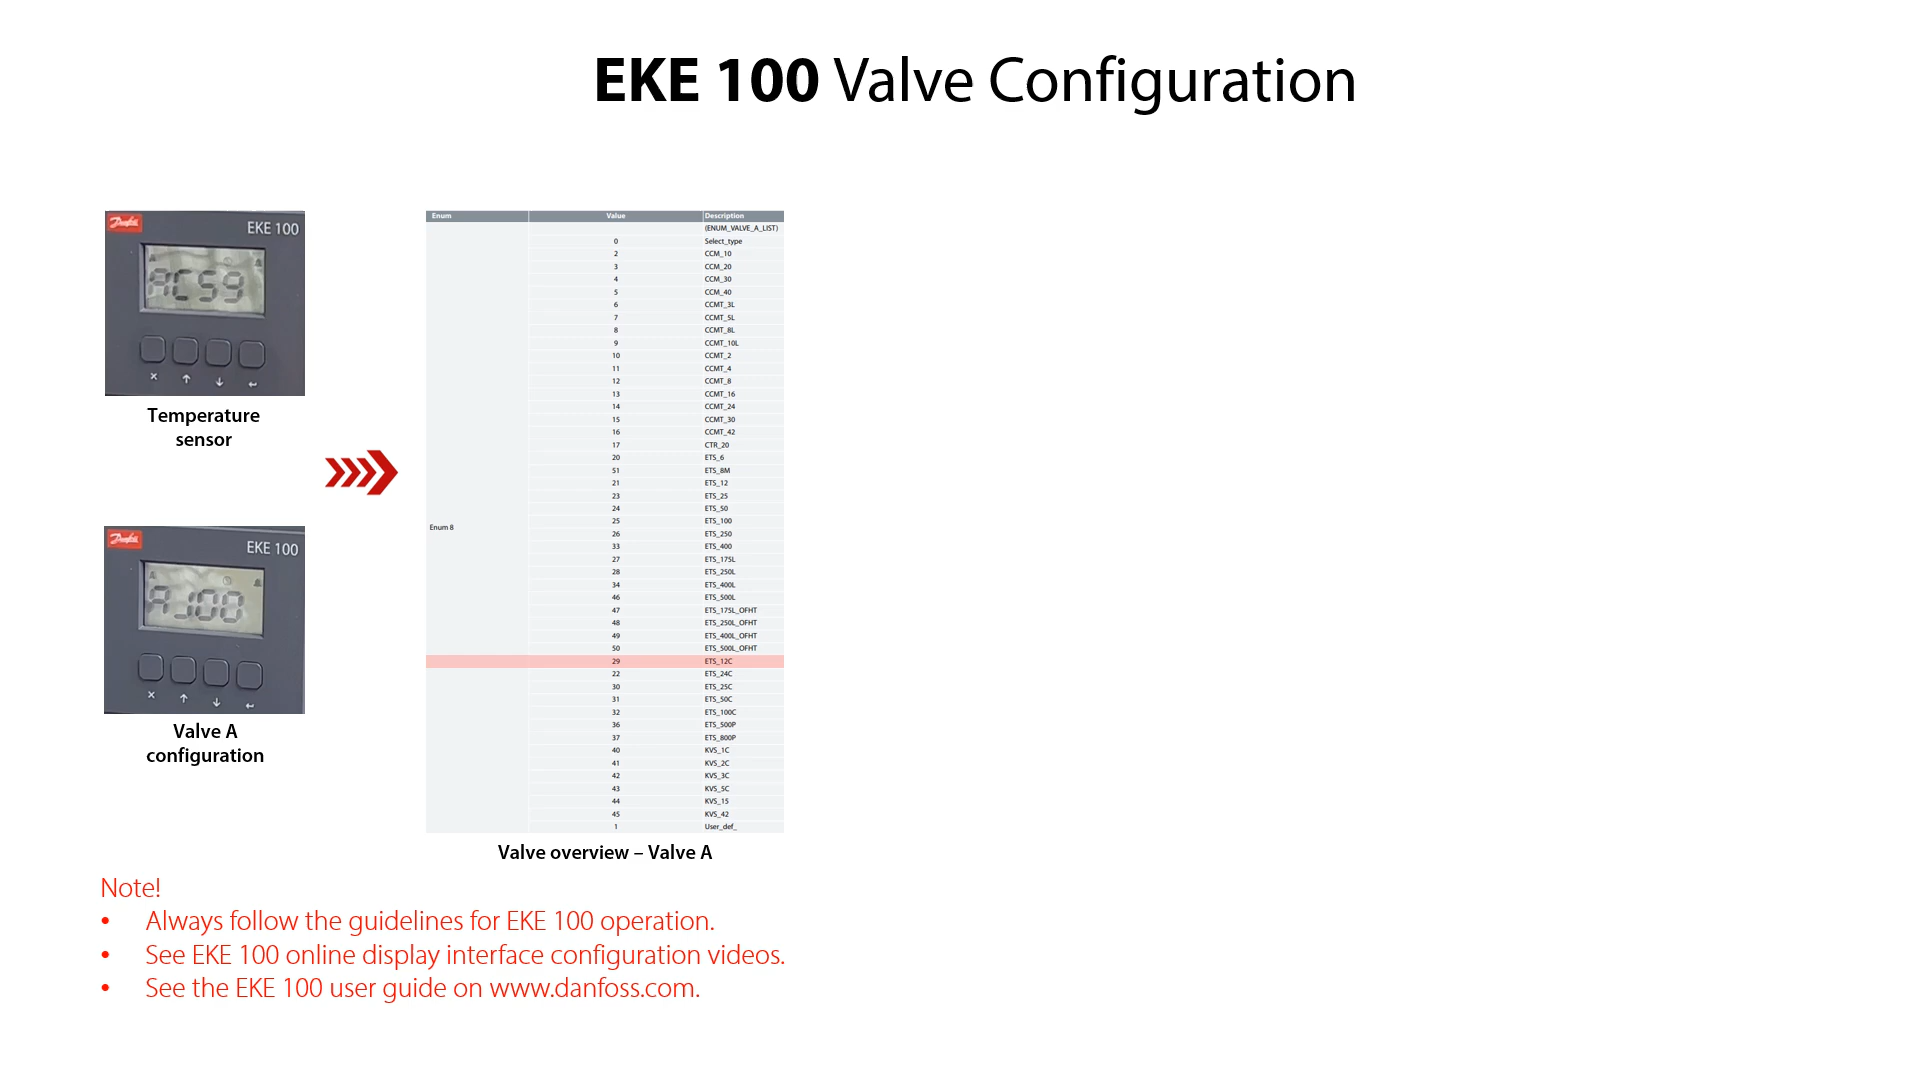 EKE 100 Valve Configuration
Danfoss
EKE 100
AC59
Temperature
sensor
Danfoss
EKE 100
Valve A
configuration
Enum Value Description
(ENUM_VALVE_A_LIST)
0 Select_type
2 CCM_10
3 CCM_20
4 CCM_30
5 CCM_40
6 CCMT_3L
7 CCMT_5L
8 CCMT_8L
9 CCMT_10L
10 CCMT_2
11 CCMT_4
12 CCMT_8
13 CCMT_16
14 CCMT_24
15 CCMT_30
16 CCMT_42
17 CTR_20
20 ETS_6
51 ETS_8M
21 ETS_12
23 ETS_25
24 ETS_50
25 ETS_100
Enum 8
26 ETS_250
33 ETS_400
27 ETS_175L
28 ETS_250L
34 ETS_400L
46 ETS_500L
47 ETS_175L_OFHT
48 ETS_250L_OFHT
49 ETS_400L_OFHT
50 ETS_500L_OFHT
29 ETS_12C
22 ETS_24C
30 ETS_25C
31 ETS_50C
32 ETS_100C
36 ETS_500P
37 ETS_800P
40 KVS_1C
41 KVS_2C
42 KVS_3C
43 KVS_5C
44 KVS_15
45 KVS_42
1 User_def_
Valve overview – Valve A
Note!
• Always follow the guidelines for EKE 100 operation.
• See EKE 100 online display interface configuration videos.
• See the EKE 100 user guide on www.danfoss.com.